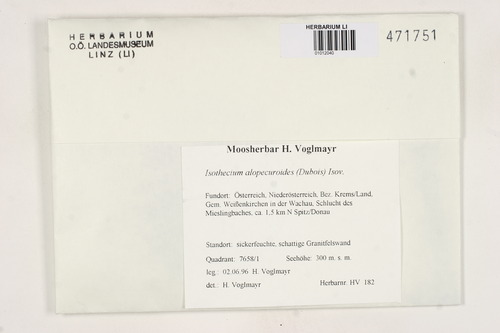 HERBARIUM
O.Ö. LANDESMUSEUM
LINZ (LI)
HERBARIUM LI
01012040
471751
Moosherbar H. Voglmayr
Isothecium alopecuroides (Dubois) Isov.
Fundort: Österreich, Niederösterreich, Bez. Krems/Land,
Gem. Weißenkirchen in der Wachau, Schlucht des
Mieslingbaches, ca. 1,5 km N Spitz/Donau
Standort: sickerfeuchte, schattige Granitfelswand
Quadrant: 7658/1 Seehöhe: 300 m. s. m.
leg.: 02.06.96 H. Voglmayr
det.: H. Voglmayr Herbarnr HV 182